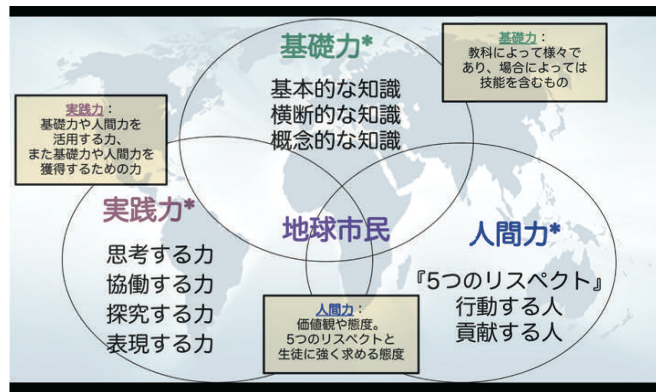 基礎力*
基本的な知識
横断的な知識
概念的な知識
基礎力：
教科によって様々で
あり、場合によっては
技能を含むもの
実践力：
基礎力や人間力を
活用する力、
また基礎力や人間力を
獲得するための力
実践力*
思考する力
協働する力
探究する力
表現する力
地球市民
人間力*
『5つのリスペクト』
行動する人
貢献する人
人間力：
価値観や態度。
5つのリスペクトと
生徒に強く求める態度